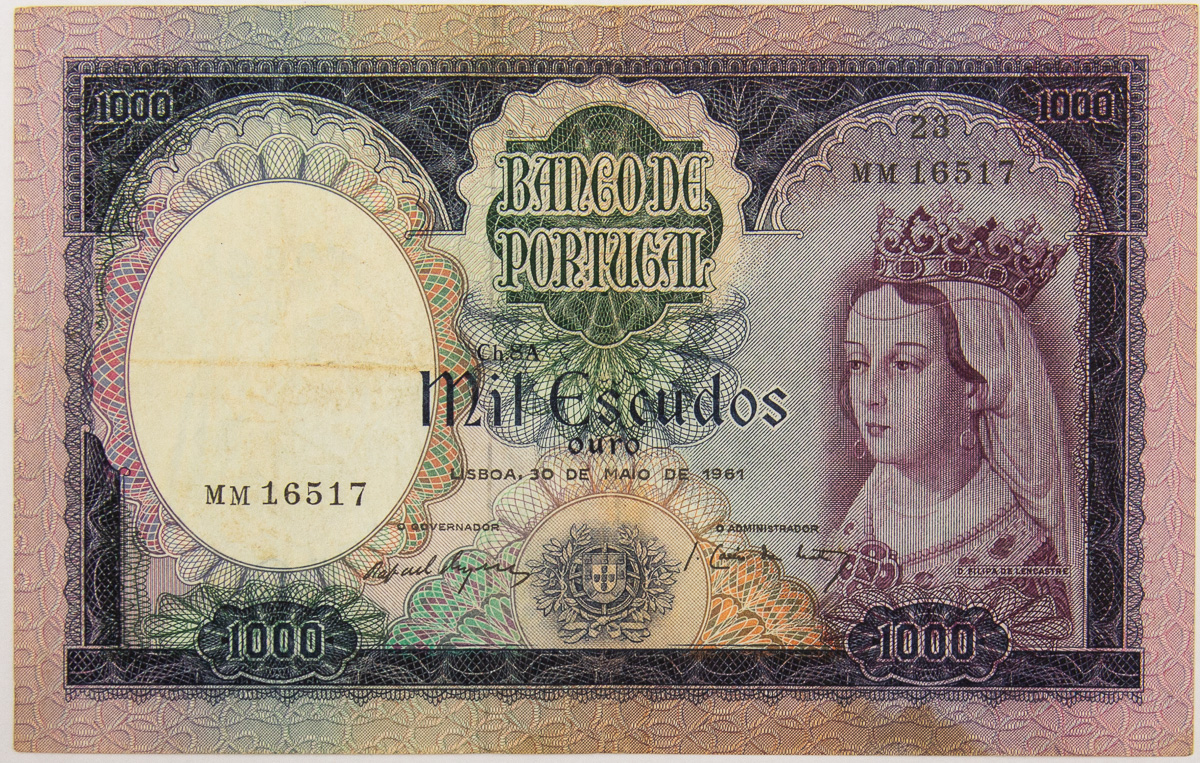 1000
1000
23
MM 16517
BANCO DE
PORTUGAL
Ch. 8A
Mil Escudos
ouro
LISBOA, 30 DE MAIO DE 1961
MM 16517
O GOVERNADOR
O ADMINISTRADOR
D. FILIPA DE LENCASTRE
1000
1000